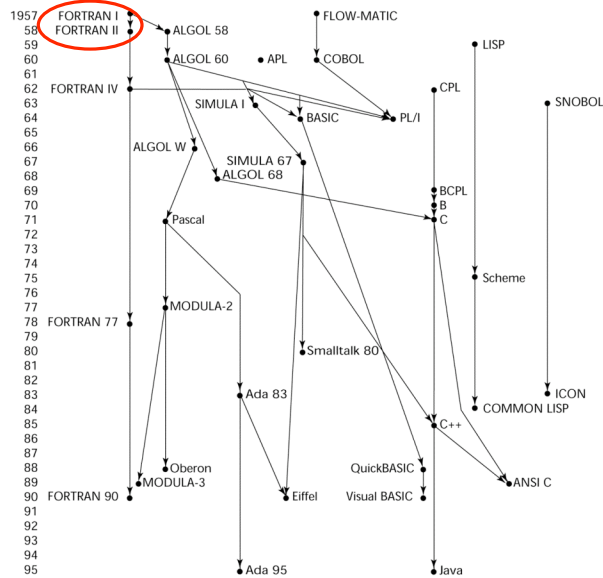 1957 FORTRAN I FLOW-MATIC
58 FORTRAN II ALGOL 58
59 LISP
60 ALGOL 60 APL COBOL
61
62 FORTRAN IV CPL
63 SIMULA I SNOBOL
64 BASIC PL/I
65
66 ALGOL W
67 SIMULA 67
68 ALGOL 68
69 BCPL
70 B
71 Pascal C
72
73
74
75 Scheme
76
77 MODULA-2
78 FORTRAN 77
79
80 Smalltalk 80
81
82
83 Ada 83 ICON
84 COMMON LISP
85 C++
86
87
88 Oberon QuickBASIC
89 MODULA-3 ANSI C
90 FORTRAN 90 Eiffel Visual BASIC
91
92
93
94
95 Ada 95 Java